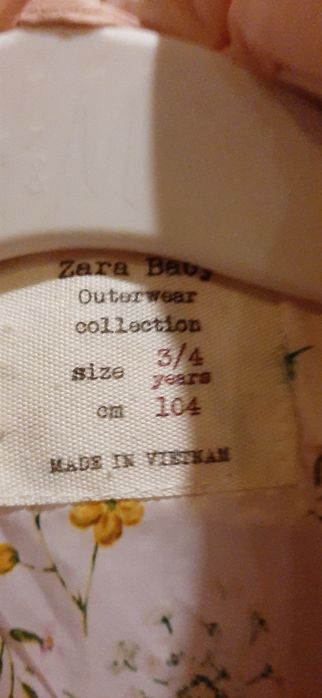 Zara Baby
Outerwear
collection
size 3/4
years
cm 104
MADE IN VIETNAM